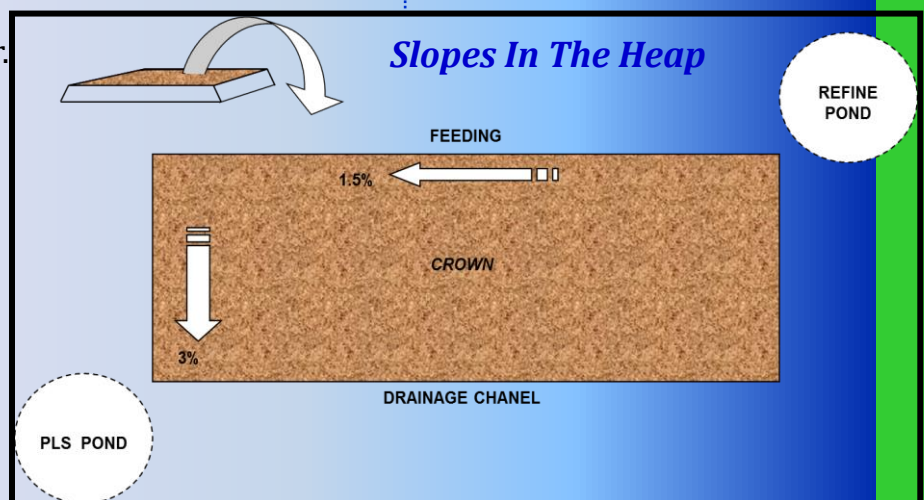 r.
Slopes In The Heap
REFINE
POND
FEEDING
1.5%
CROWN
3%
DRAINAGE CHANEL
PLS POND